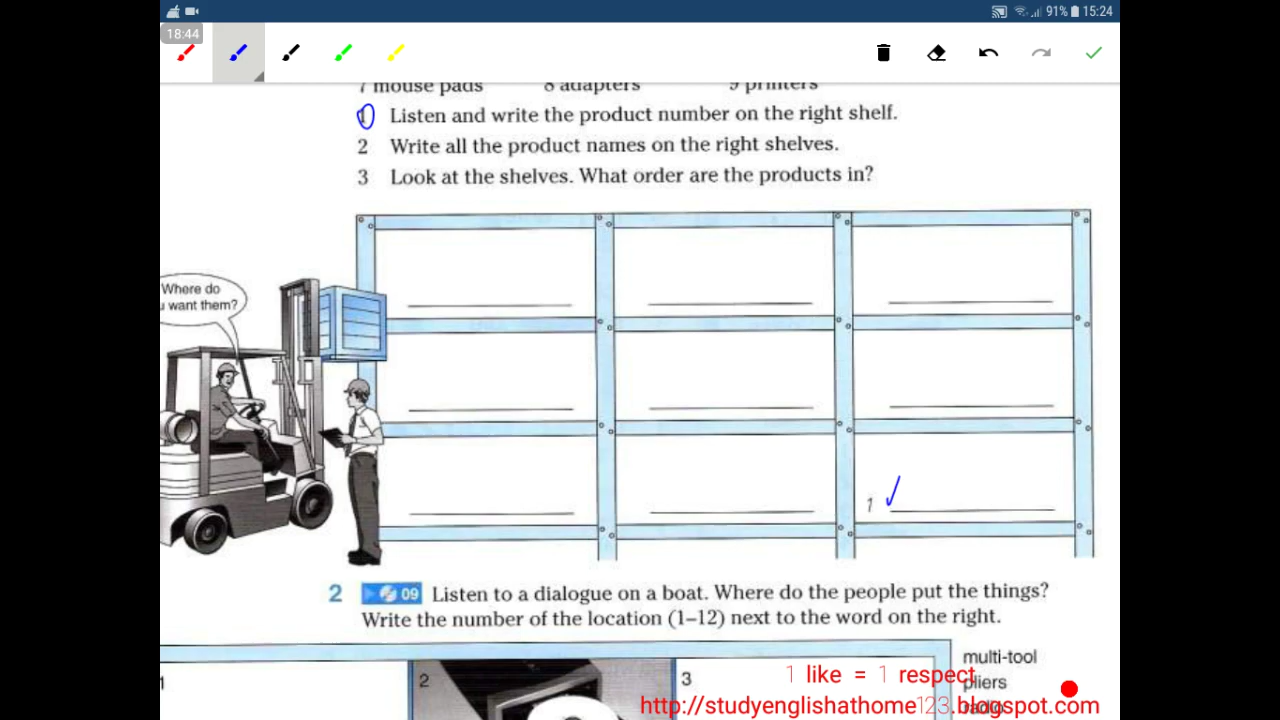 91% 15:24
18:44
7 mouse pads 8 adapters 9 printers
1 Listen and write the product number on the right shelf.
2 Write all the product names on the right shelves.
3 Look at the shelves. What order are the products in?
Where do
u want them?
1
2 09 Listen to a dialogue on a boat. Where do the people put the things?
Write the number of the location (1–12) next to the word on the right.
1 2 3
multi-tool
pliers
radio
1 like = 1 respect
http://studyenglishathome123.blogspot.com